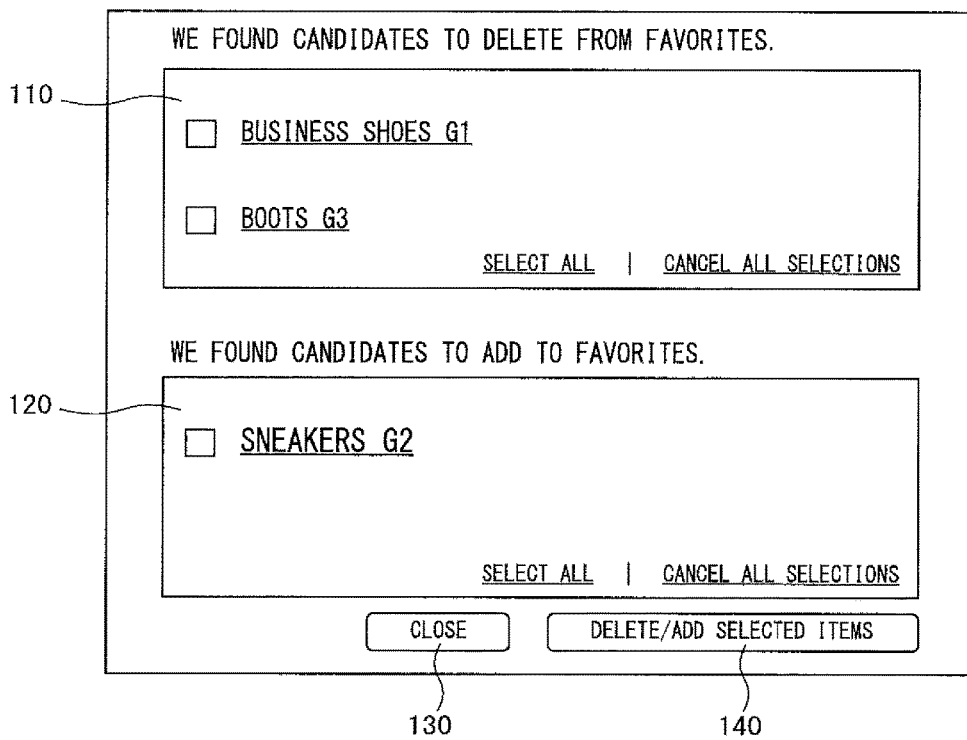 WE FOUND CANDIDATES TO DELETE FROM FAVORITES.
110
BUSINESS SHOES G1
BOOTS G3
SELECT ALL | CANCEL ALL SELECTIONS
WE FOUND CANDIDATES TO ADD TO FAVORITES.
120
SNEAKERS G2
SELECT ALL | CANCEL ALL SELECTIONS
CLOSE DELETE/ADD SELECTED ITEMS
130 140